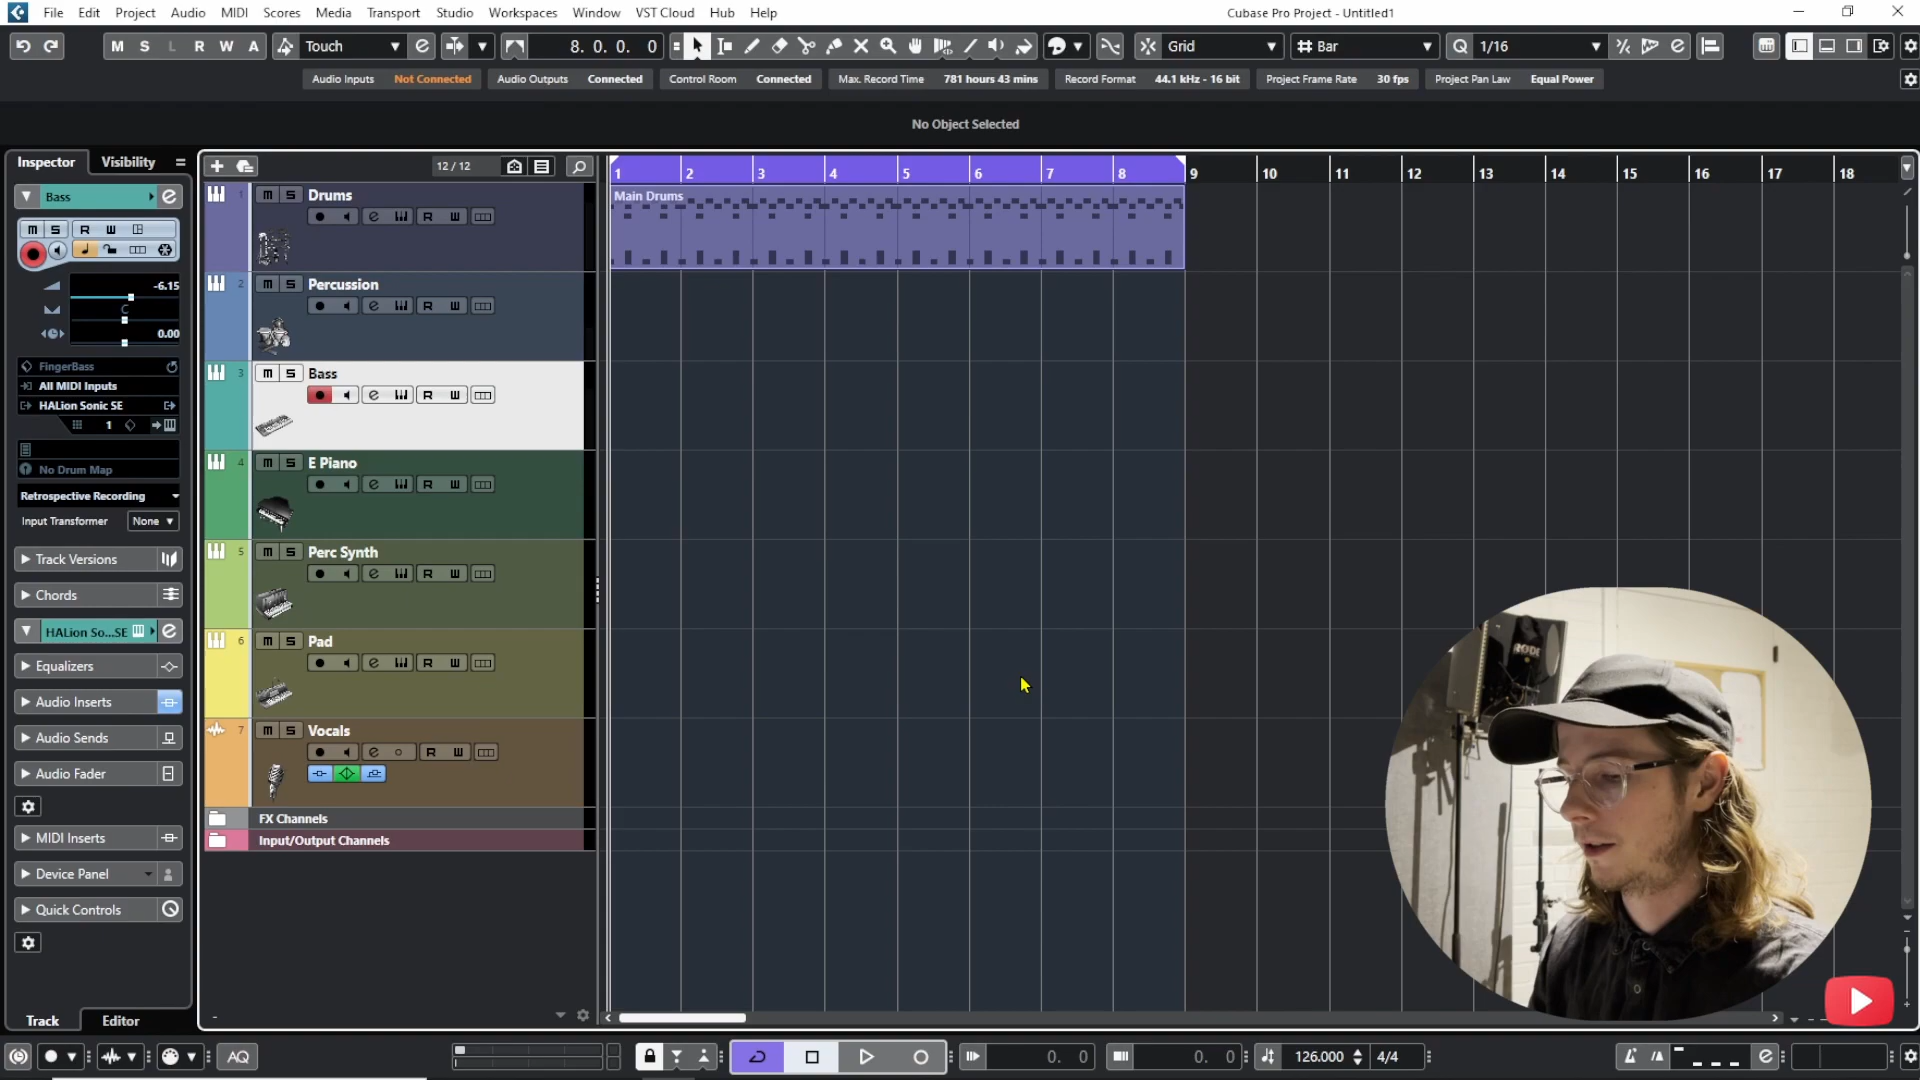 File Edit Project Audio MIDI Scores Media Transport Studio Workspaces Window VST Cloud Hub Help
Cubase Pro Project - Untitled1
M S L R W A Touch 8. 0. 0. 0 Grid # Bar Q 1/16
Audio Inputs Not Connected Audio Outputs Connected Control Room Connected Max. Record Time 781 hours 43 mins Record Format 44.1 kHz - 16 bit Project Frame Rate 30 fps Project Pan Law Equal Power
No Object Selected
Inspector Visibility
12 / 12
1 2 3 4 5 6 7 8 9 10 11 12 13 14 15 16 17 18
Bass
M S R W
-6.15
C
0.00
FingerBass
All MIDI Inputs
HALion Sonic SE
1
No Drum Map
Retrospective Recording
Input Transformer None
Track Versions
Chords
HALion So...SE
Equalizers
Audio Inserts
Audio Sends
Audio Fader
MIDI Inserts
Device Panel
Quick Controls
Track Editor
1 m S Drums
R W
Main Drums
2 m S Percussion
R W
3 m S Bass
R W
4 m S E Piano
R W
5 m S Perc Synth
R W
6 m S Pad
R W
7 m S Vocals
R W
FX Channels
Input/Output Channels
RODE
AQ 0. 0 0. 0 126.000 4/4